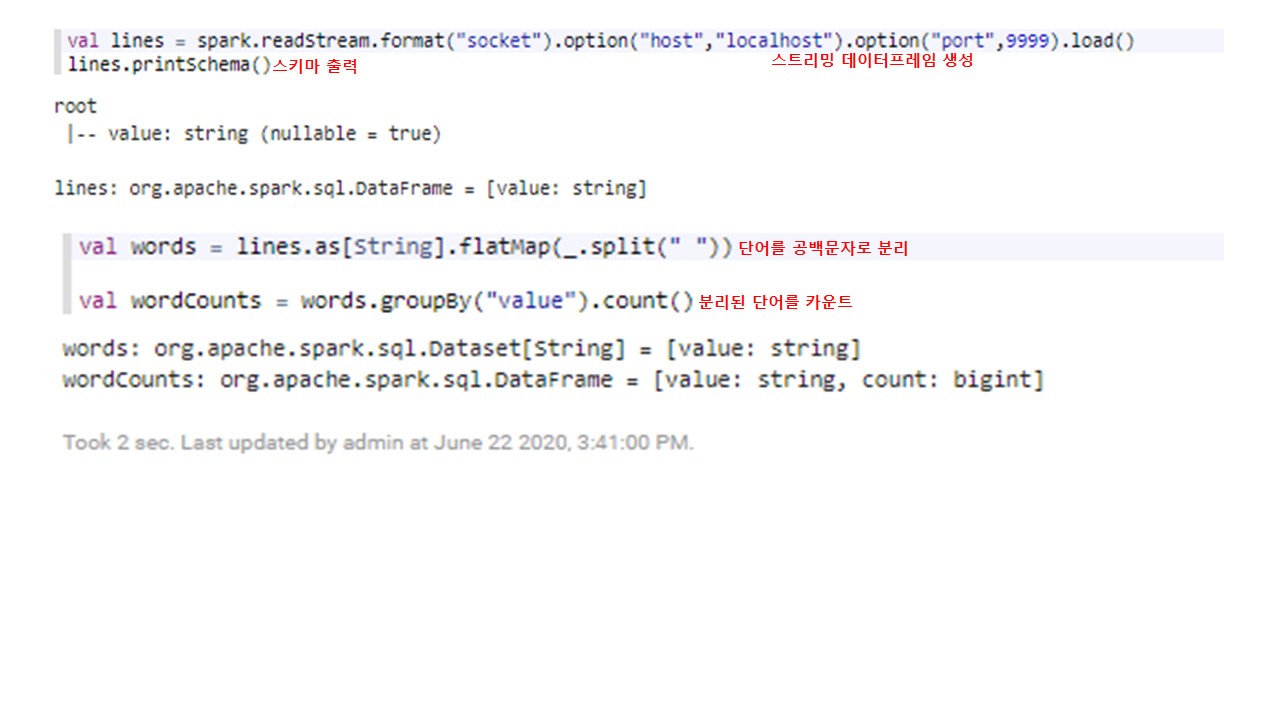 val lines = spark.readStream.format("socket").option("host","localhost").option("port",9999).load()
lines.printSchema()스키마 출력
스트리밍 데이터프레임 생성
root
|-- value: string (nullable = true)
lines: org.apache.spark.sql.DataFrame = [value: string]
val words = lines.as[String].flatMap(_.split(" ")) 단어를 공백문자로 분리
val wordCounts = words.groupBy("value").count() 분리된 단어를 카운트
words: org.apache.spark.sql.Dataset[String] = [value: string]
wordCounts: org.apache.spark.sql.DataFrame = [value: string, count: bigint]
Took 2 sec. Last updated by admin at June 22 2020, 3:41:00 PM.